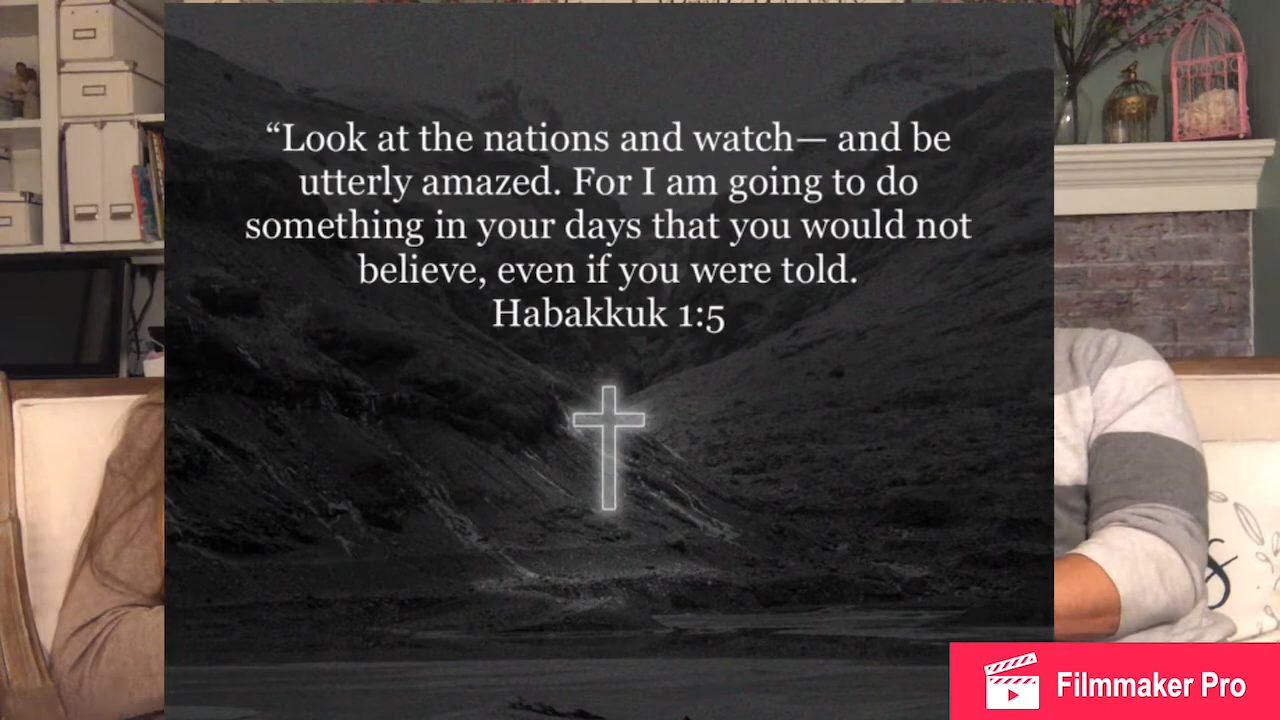 “Look at the nations and watch— and be
utterly amazed. For I am going to do
something in your days that you would not
believe, even if you were told.
Habakkuk 1:5
Filmmaker Pro